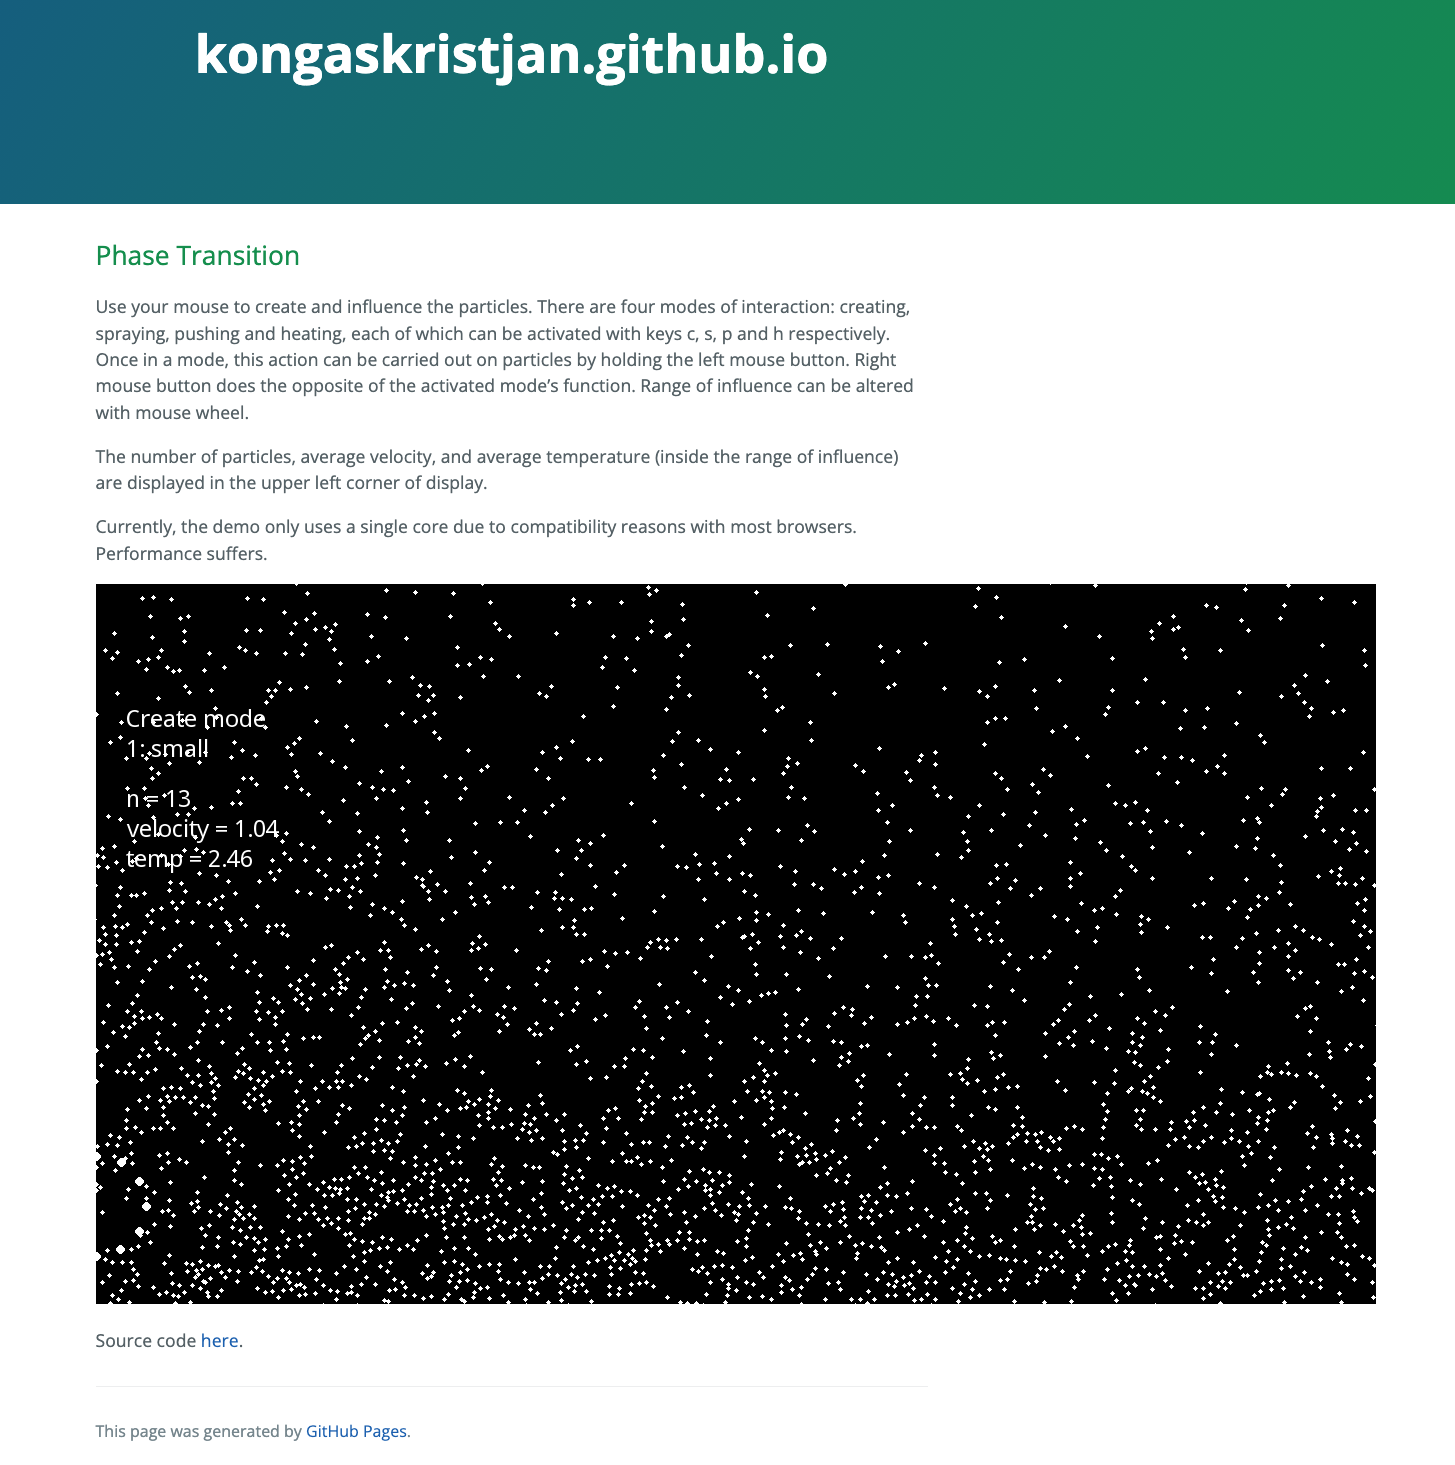 kongaskristjan.github.io
Phase Transition
Use your mouse to create and influence the particles. There are four modes of interaction: creating,
spraying, pushing and heating, each of which can be activated with keys c, s, p and h respectively.
Once in a mode, this action can be carried out on particles by holding the left mouse button. Right
mouse button does the opposite of the activated mode’s function. Range of influence can be altered
with mouse wheel.
The number of particles, average velocity, and average temperature (inside the range of influence)
are displayed in the upper left corner of display.
Currently, the demo only uses a single core due to compatibility reasons with most browsers.
Performance suffers.
Create mode
1: small
n = 13
velocity = 1.04
temp = 2.46
Source code here.
This page was generated by GitHub Pages.